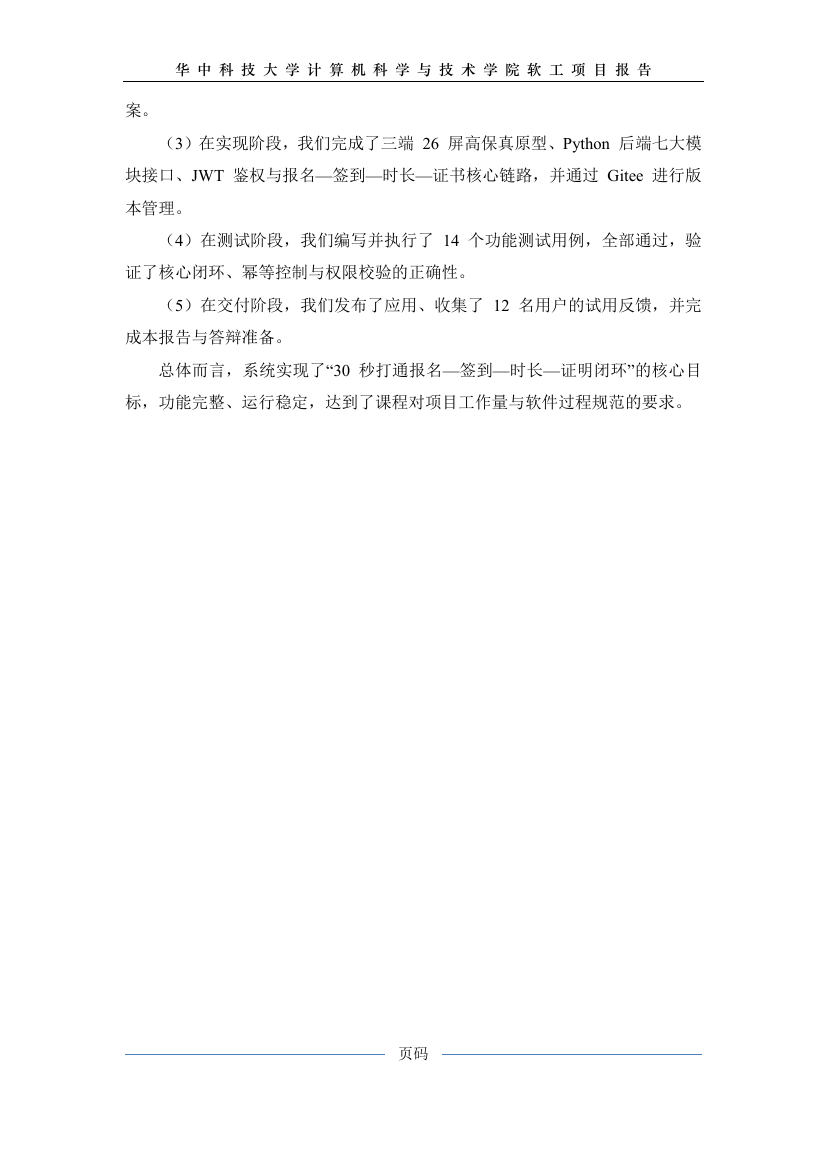 华中科技大学计算机科学与技术学院软工项目报告
案。
（3）在实现阶段，我们完成了三端 26 屏高保真原型、Python 后端七大模
块接口、JWT 鉴权与报名—签到—时长—证书核心链路，并通过 Gitee 进行版
本管理。
（4）在测试阶段，我们编写并执行了 14 个功能测试用例，全部通过，验
证了核心闭环、幂等控制与权限校验的正确性。
（5）在交付阶段，我们发布了应用、收集了 12 名用户的试用反馈，并完
成本报告与答辩准备。
总体而言，系统实现了“30 秒打通报名—签到—时长—证明闭环”的核心目
标，功能完整、运行稳定，达到了课程对项目工作量与软件过程规范的要求。
页码